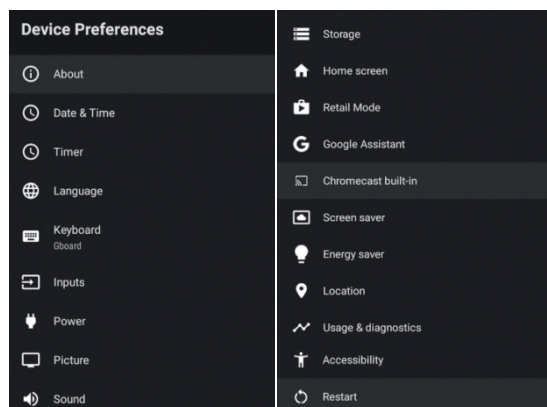 Device Preferences
About
Date & Time
Timer
Language
Keyboard
Gboard
Inputs
Power
Picture
Sound
Storage
Home screen
Retail Mode
Google Assistant
Chromecast built-in
Screen saver
Energy saver
Location
Usage & diagnostics
Accessibility
Restart